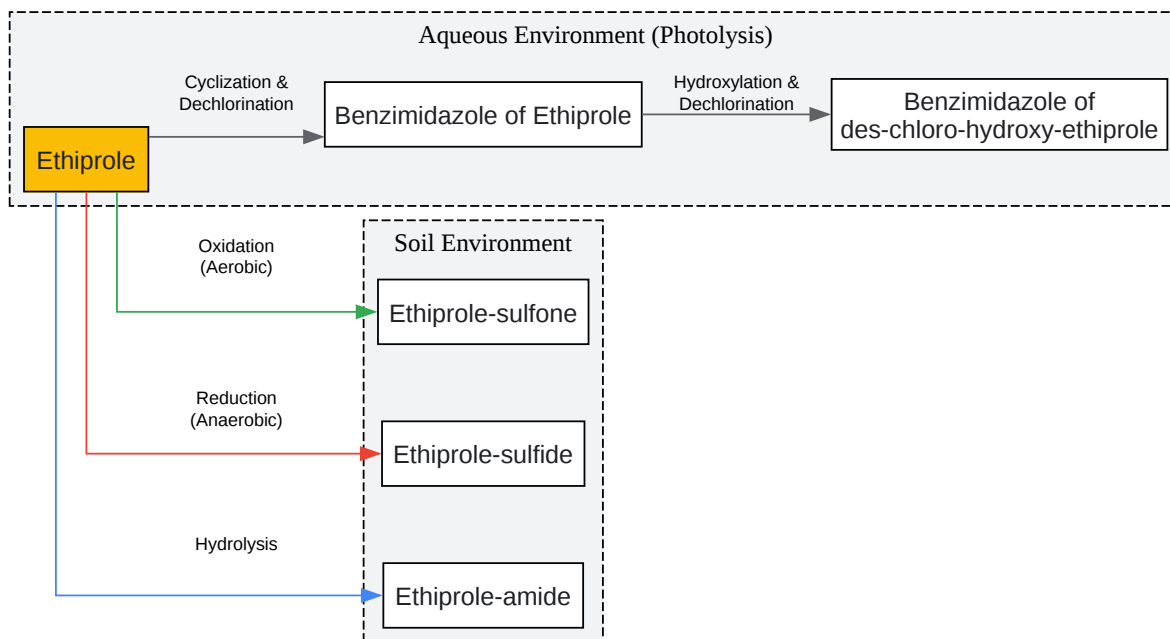 Aqueous Environment (Photolysis)
Cyclization &
Dechlorination
Hydroxylation &
Dechlorination
Ethiprole
Benzimidazole of Ethiprole
Benzimidazole of
des-chloro-hydroxy-ethiprole
Soil Environment
Oxidation
(Aerobic)
Ethiprole-sulfone
Reduction
(Anaerobic)
Ethiprole-sulfide
Hydrolysis
Ethiprole-amide